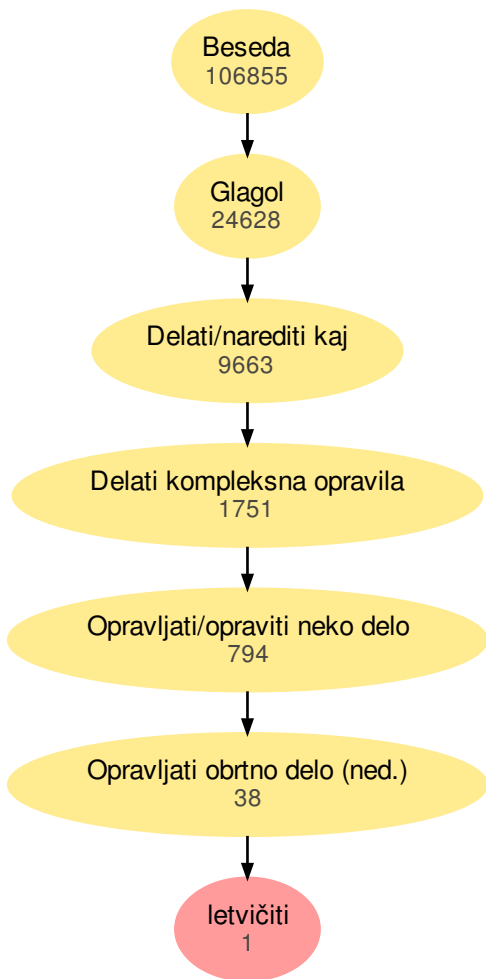 Beseda
106855
Glagol
24628
Delati/narediti kaj
9663
Delati kompleksna opravila
1751
Opravljati/opraviti neko delo
794
Opravljati obrtno delo (ned.)
38
letvičiti
1